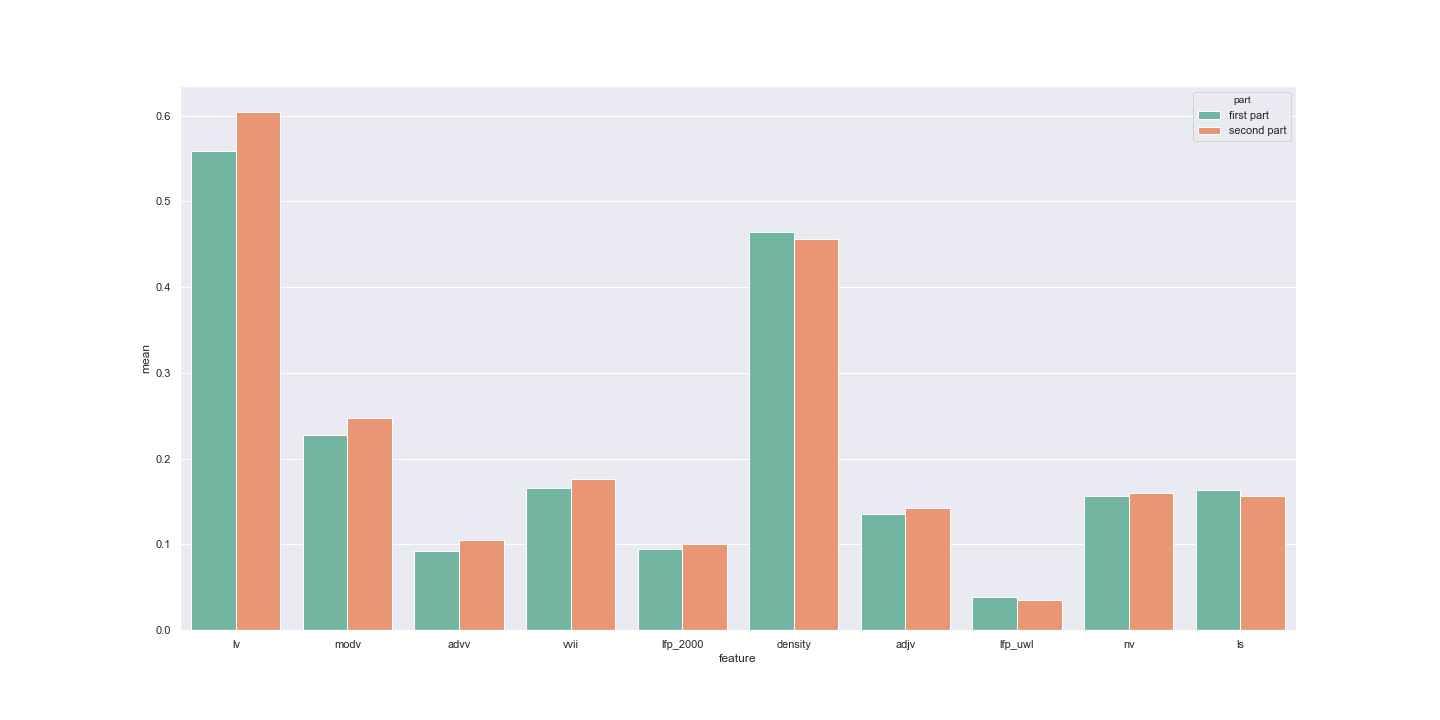 part
first part
second part
0.6
0.5
0.4
0.3
0.2
0.1
0.0
mean
lv modv advv vvii lfp_2000 density adjv lfp_uwl nv ls
feature